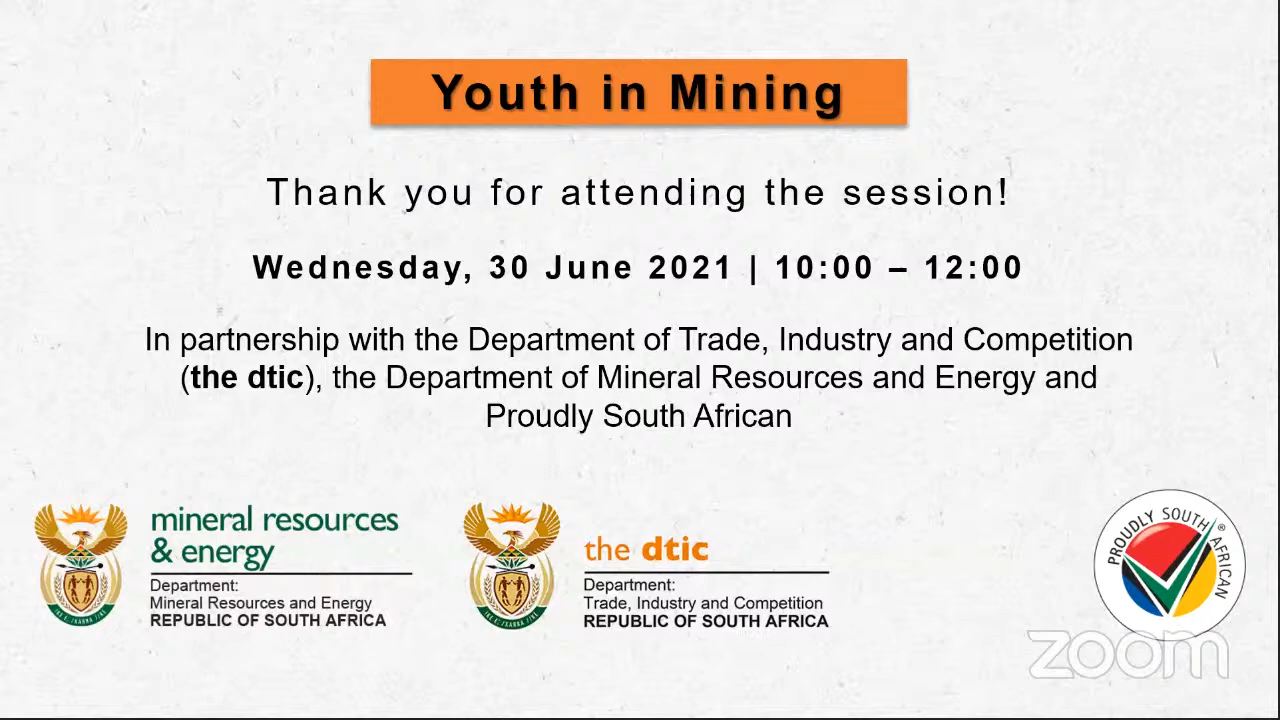 Youth in Mining
Thank you for attending the session!
Wednesday, 30 June 2021 | 10:00 – 12:00
In partnership with the Department of Trade, Industry and Competition
(the dtic), the Department of Mineral Resources and Energy and
Proudly South African
mineral resources
& energy
Department:
Mineral Resources and Energy
REPUBLIC OF SOUTH AFRICA
the dtic
Department:
Trade, Industry and Competition
REPUBLIC OF SOUTH AFRICA
PROUDLY SOUTH AFRICAN ®
zoom